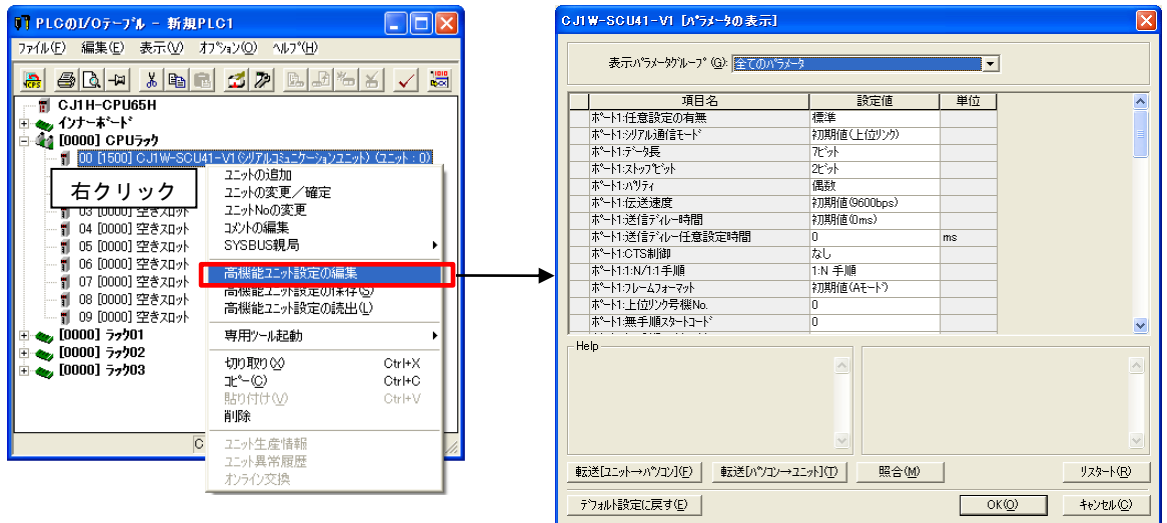 PLCのI/Oテーブル - 新規PLC1
ファイル(F) 編集(E) 表示(V) オプション(O) ヘルプ(H)
CJ1H-CPU65H
インナーボード
[0000] CPUラック
00 [1500] CJ1W-SCU41-V1(シリアルコミュニケーションユニット) (ユニット : 0)
右クリック
03 [0000] 空きスロット
04 [0000] 空きスロット
05 [0000] 空きスロット
06 [0000] 空きスロット
07 [0000] 空きスロット
08 [0000] 空きスロット
09 [0000] 空きスロット
[0000] ラック01
[0000] ラック02
[0000] ラック03
ユニットの追加
ユニットの変更/確定
ユニットNoの変更
コメントの編集
SYSBUS親局
高機能ユニット設定の編集
高機能ユニット設定の保存(S)
高機能ユニット設定の読出(L)
専用ツール起動
切り取り(X) Ctrl+X
コピー(C) Ctrl+C
貼り付け(V) Ctrl+V
削除
ユニット生産情報
ユニット異常履歴
オンライン交換
CJ1W-SCU41-V1 [パラメータの表示]
表示パラメータグループ(G): 全てのパラメータ
項目名 設定値 単位
ポート1:任意設定の有無 標準
ポート1:シリアル通信モード 初期値(上位リンク)
ポート1:データ長 7ビット
ポート1:ストップビット 2ビット
ポート1:パリティ 偶数
ポート1:伝送速度 初期値(9600bps)
ポート1:送信ディレー時間 初期値(0ms)
ポート1:送信ディレー任意設定時間 0 ms
ポート1:CTS制御 なし
ポート1:1:N/1:1手順 1:N 手順
ポート1:フレームフォーマット 初期値(Aモード)
ポート1:上位リンク号機No. 0
ポート1:無手順スタートコード 0
Help
転送[ユニット→パソコン](F) 転送[パソコン→ユニット](T) 照合(M) リスタート(R)
デフォルト設定に戻す(E) OK(O) キャンセル(C)